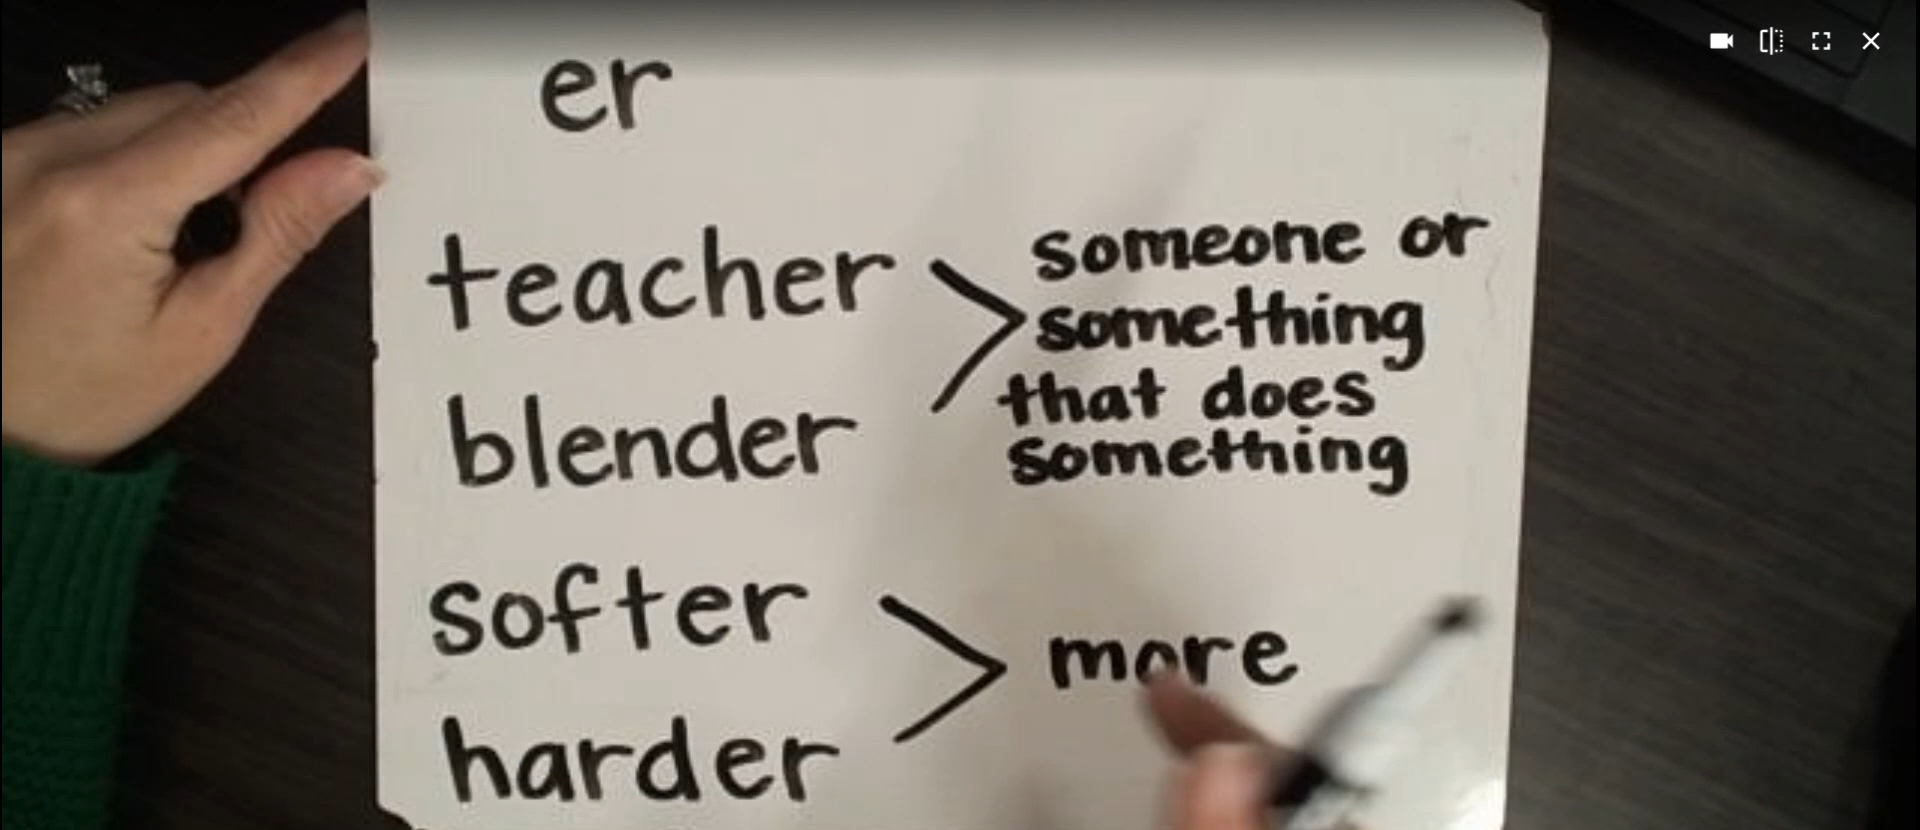 er
teacher
blender
someone or
something
that does
something
softer
harder
more